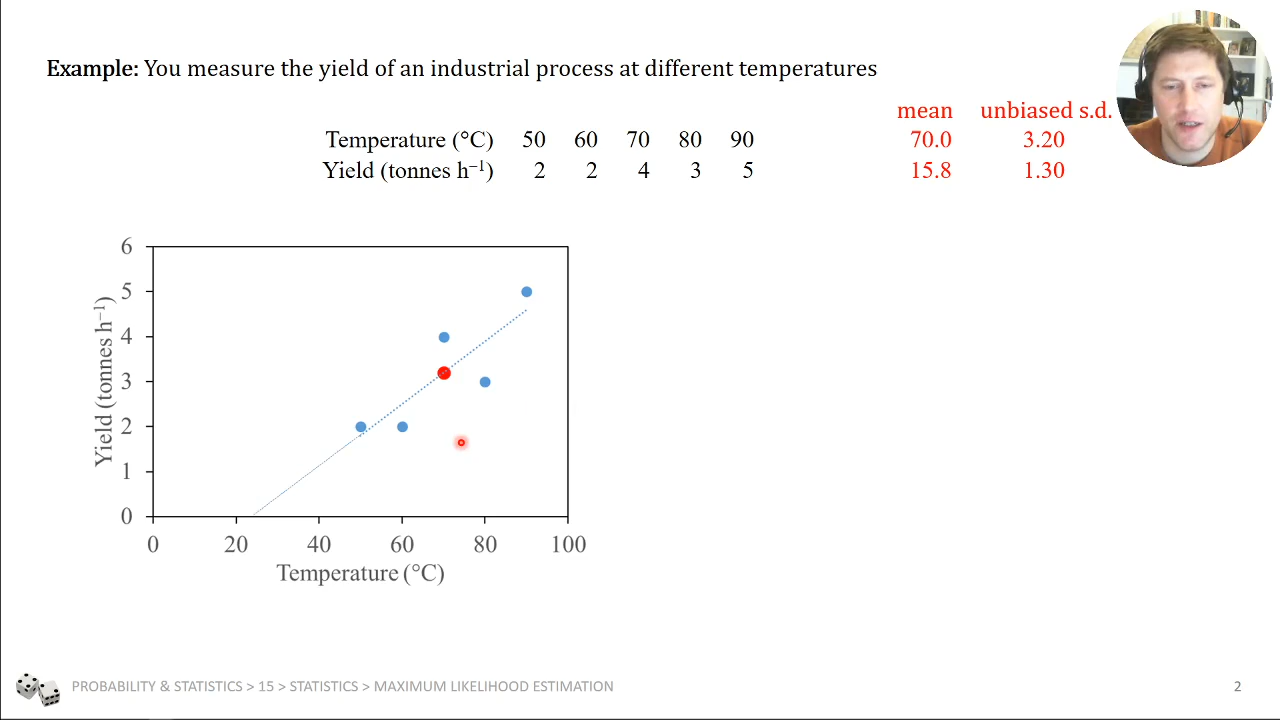 Example: You measure the yield of an industrial process at different temperatures
mean unbiased s.d.
Temperature (°C) 50 60 70 80 90 70.0 3.20
Yield (tonnes h⁻¹) 2 2 4 3 5 15.8 1.30
6
5
4
3
2
1
0
Yield (tonnes h⁻¹)
0 20 40 60 80 100
Temperature (°C)
PROBABILITY & STATISTICS > 15 > STATISTICS > MAXIMUM LIKELIHOOD ESTIMATION 2